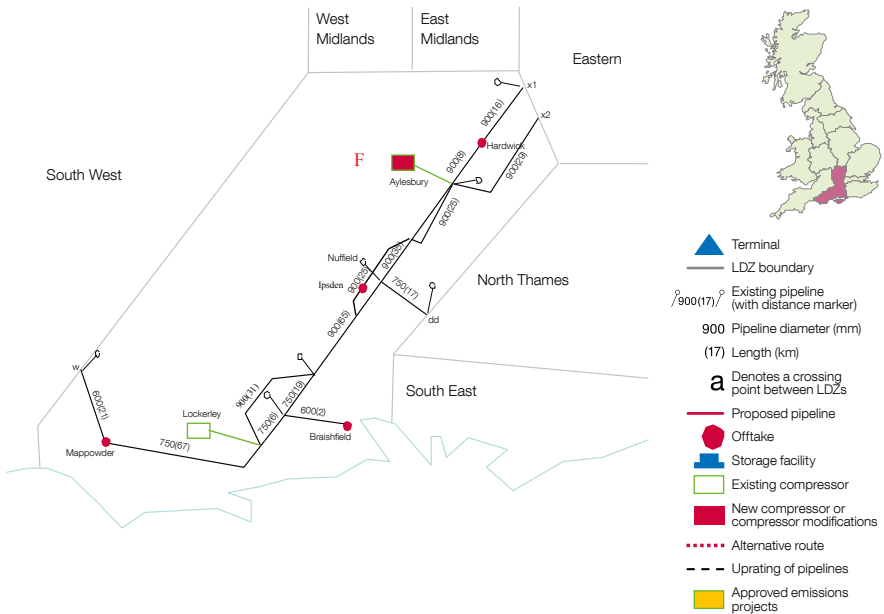 West
Midlands
East
Midlands
Eastern
x1
x2
900(16)
Hardwick
900(8)
900(29)
F
Aylesbury
South West
900(25)
Nuffield
900(38)
Ipsden
900(25)
750(17)
North Thames
900(65)
dd
w
South East
600(21)
900(31)
750(19)
Lockerley
750(6)
600(2)
Braishfield
Mappowder
750(67)
Terminal
LDZ boundary
900(17) Existing pipeline
(with distance marker)
900 Pipeline diameter (mm)
(17) Length (km)
a Denotes a crossing
point between LDZs
Proposed pipeline
Offtake
Storage facility
Existing compressor
New compressor or
compressor modifications
Alternative route
Uprating of pipelines
Approved emissions
projects